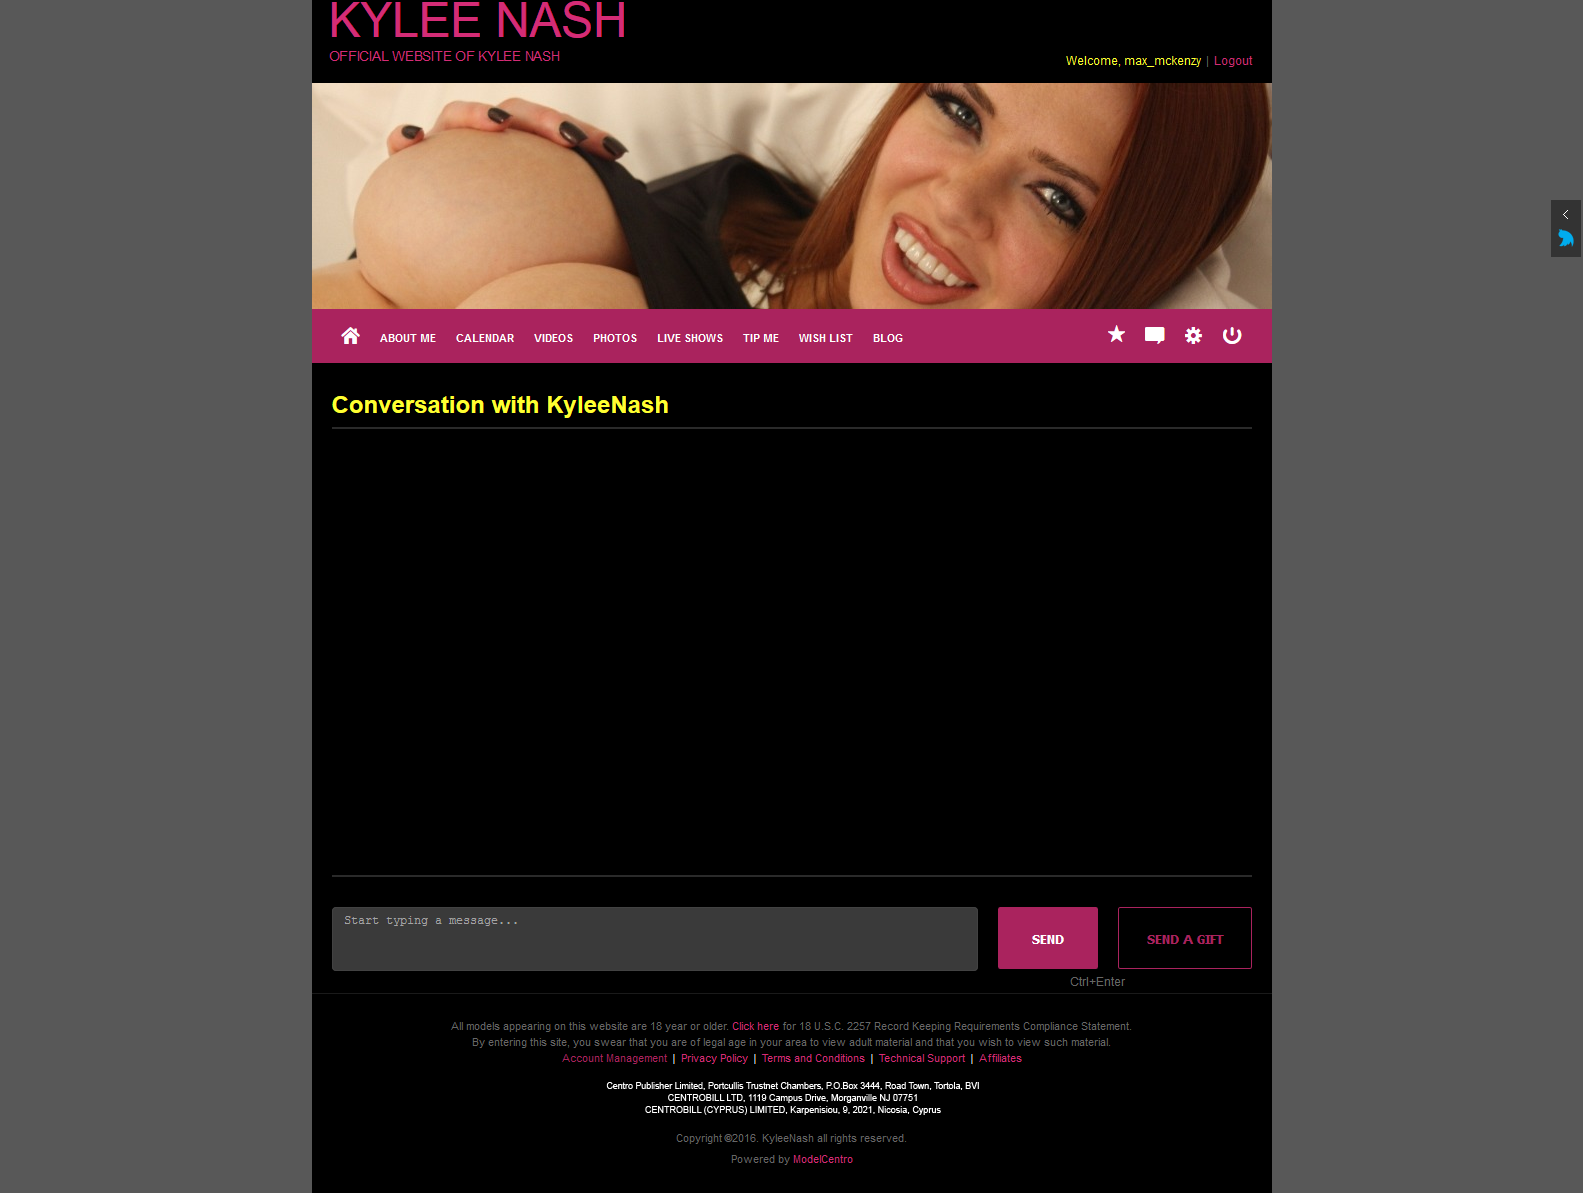 KYLEE NASH
OFFICIAL WEBSITE OF KYLEE NASH
Welcome, max_mckenzy | Logout
ABOUT ME CALENDAR VIDEOS PHOTOS LIVE SHOWS TIP ME WISH LIST BLOG
Conversation with KyleeNash
Start typing a message...
SEND
SEND A GIFT
Ctrl+Enter
All models appearing on this website are 18 year or older. Click here for 18 U.S.C. 2257 Record Keeping Requirements Compliance Statement.
By entering this site, you swear that you are of legal age in your area to view adult material and that you wish to view such material.
Account Management | Privacy Policy | Terms and Conditions | Technical Support | Affiliates
Centro Publisher Limited, Portcullis Trustnet Chambers, P.O.Box 3444, Road Town, Tortola, BVI
CENTROBILL LTD, 1119 Campus Drive, Morganville NJ 07751
CENTROBILL (CYPRUS) LIMITED, Karpenisiou, 9, 2021, Nicosia, Cyprus
Copyright ©2016. KyleeNash all rights reserved.
Powered by ModelCentro